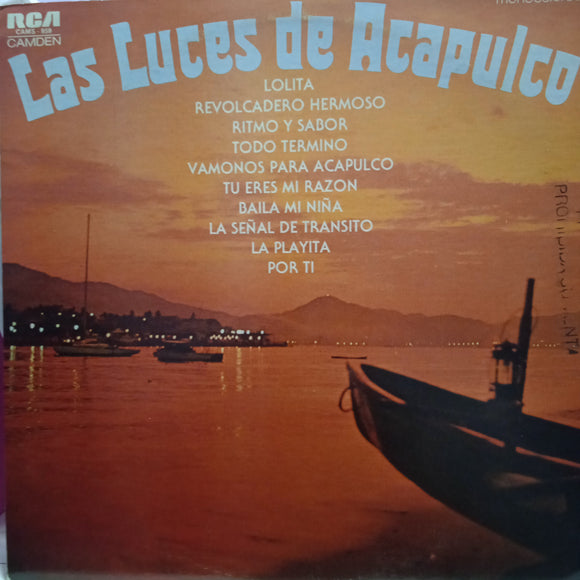 RCA
CAMS - 959
CAMDEN
Las Luces de Acapulco
LOLITA
REVOLCADERO HERMOSO
RITMO Y SABOR
TODO TERMINO
VAMONOS PARA ACAPULCO
TU ERES MI RAZON
BAILA MI NIÑA
LA SEÑAL DE TRANSITO
LA PLAYITA
POR TI